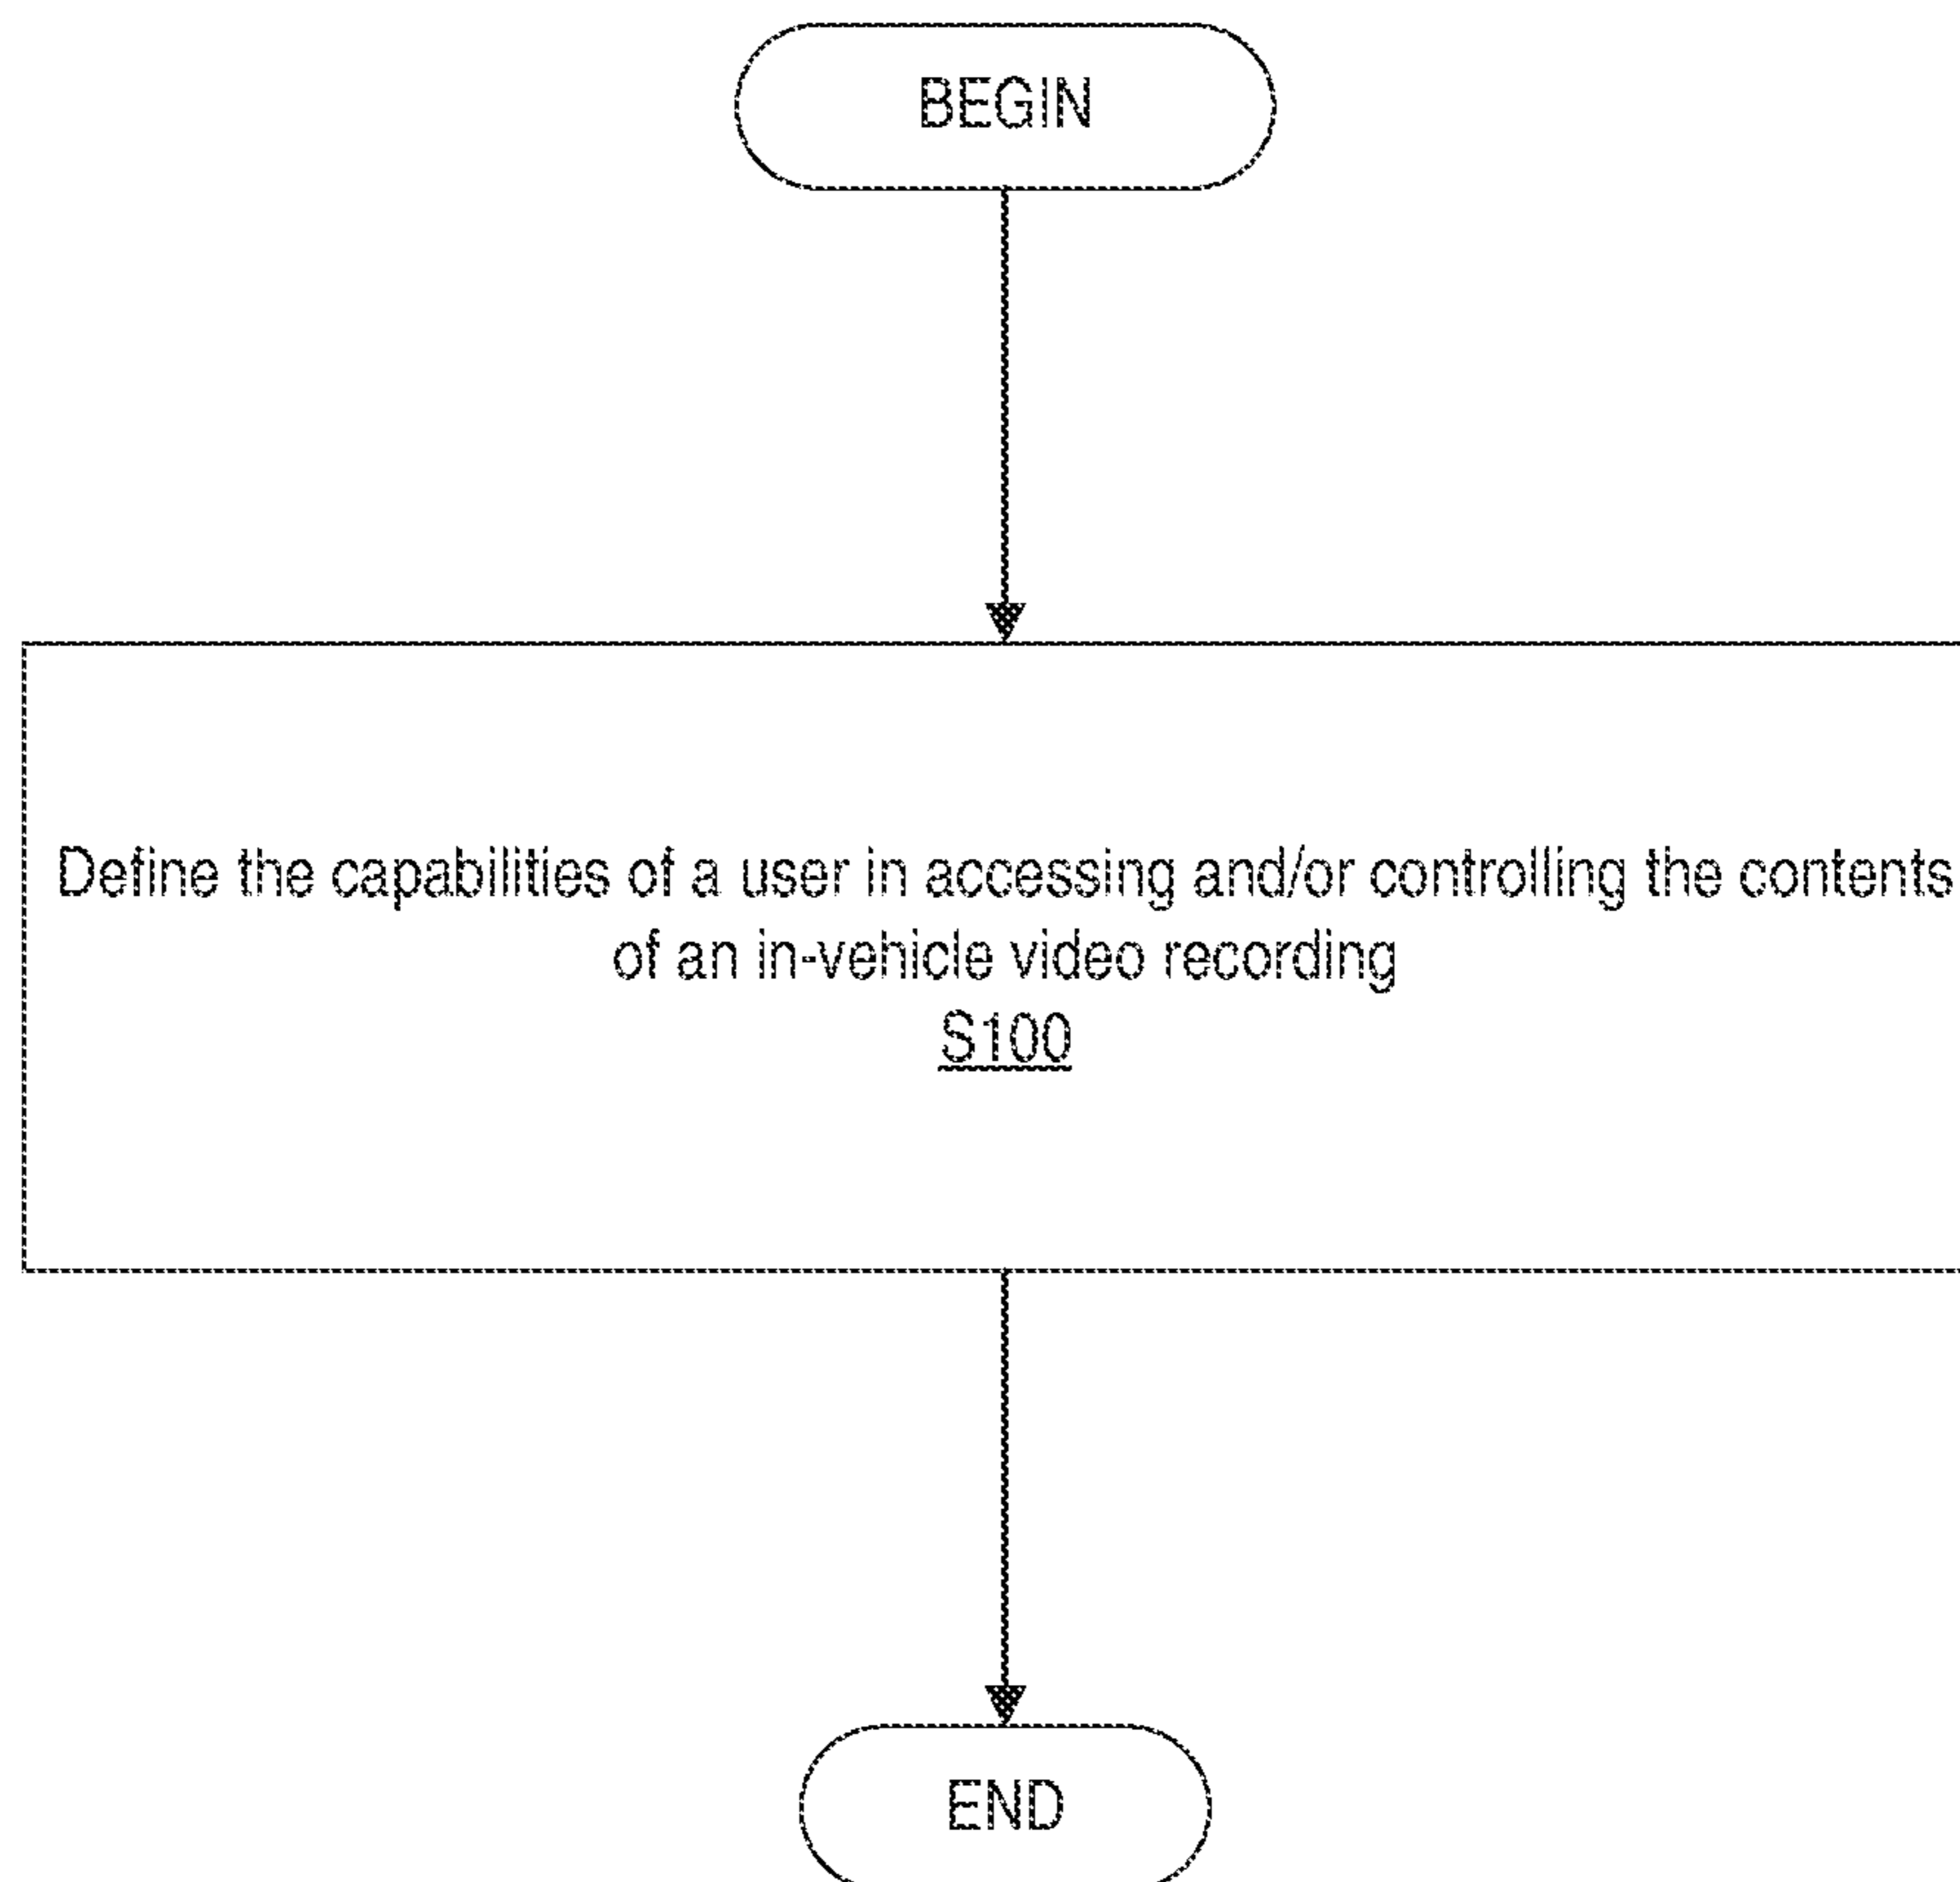 BEGIN
Define the capabilities of a user in accessing and/or controlling the contents
of an in-vehicle video recording
S100
END